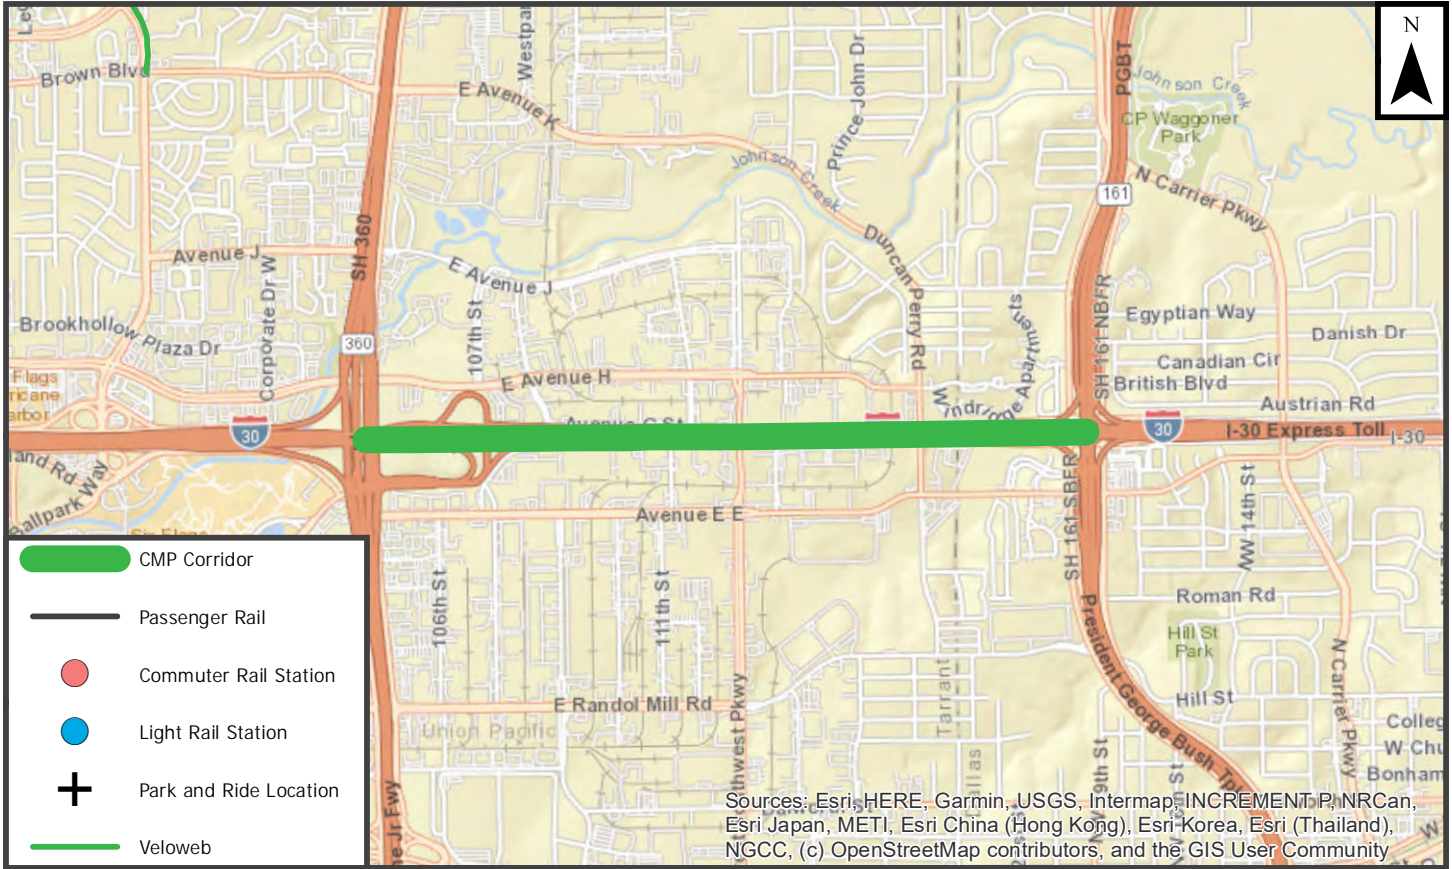 N
Brown Blvd
E Avenue K
Prince John Dr
PGBT
Johnson Creek
CP Waggoner
Park
Johnson Creek
161
N Carrier Pkwy
SH 360
Avenue J
E Avenue J
Duncan Perry Rd
Corporate Dr W
107th St
SH 161 NBFR
Egyptian Way
Danish Dr
Brookhollow Plaza Dr
360
Canadian Cir
British Blvd
E Avenue H
Windridge Apartments
Austrian Rd
Flags
30
30
I-30 Express Toll
I-30
Ballpark Way
SH 161 SBFR
Avenue E E
106th St
111th St
Roman Rd
Hill St
Park
President George Bush Tpke
N Carrier Pkwy
Hill St
E Randol Mill Rd
Union Pacific
Tarrant
Dallas
W Chu
Bonham
CMP Corridor
Passenger Rail
Commuter Rail Station
Light Rail Station
Park and Ride Location
Veloweb
Sources: Esri, HERE, Garmin, USGS, Intermap, INCREMENT P, NRCan,
Esri Japan, METI, Esri China (Hong Kong), Esri Korea, Esri (Thailand),
NGCC, (c) OpenStreetMap contributors, and the GIS User Community